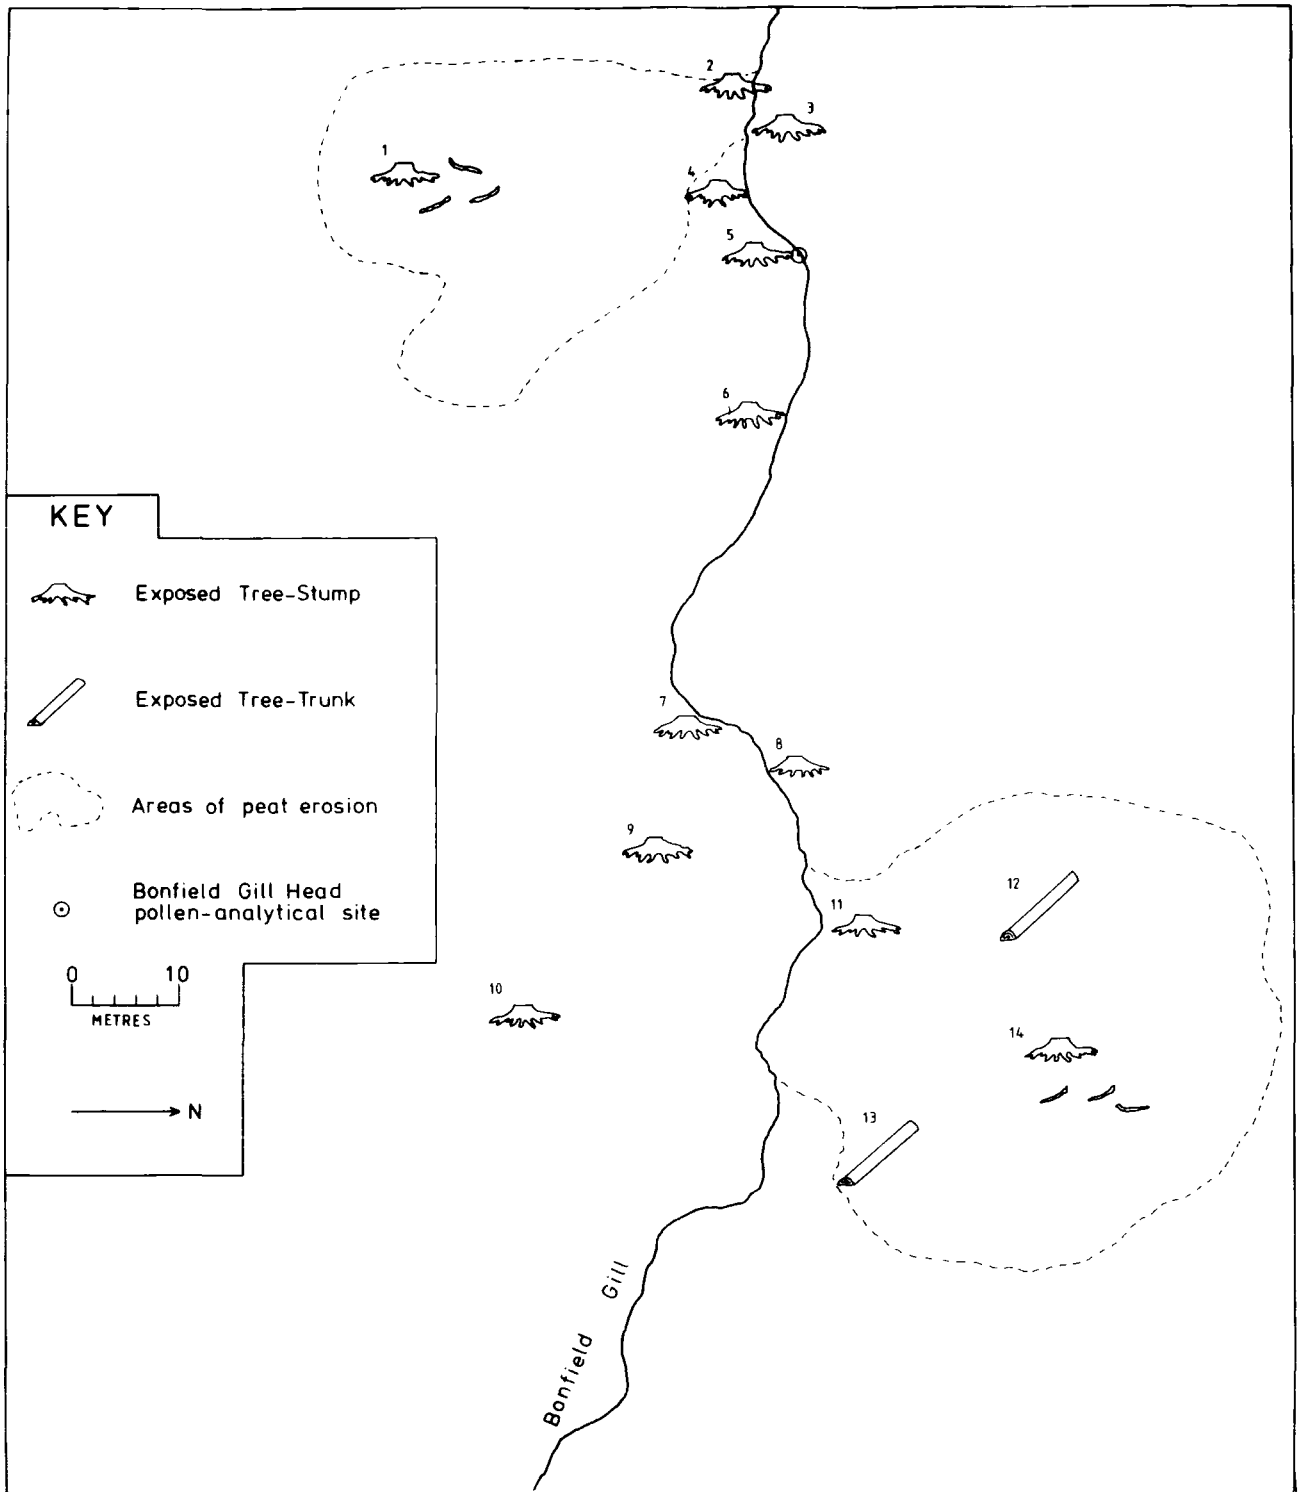 2
3
1
4
5
6
KEY
Exposed Tree-Stump
Exposed Tree-Trunk
7
8
Areas of peat erosion
9
Bonfield Gill Head
pollen-analytical site
12
11
0 10
METRES
10
14
N
13
Bonfield Gill